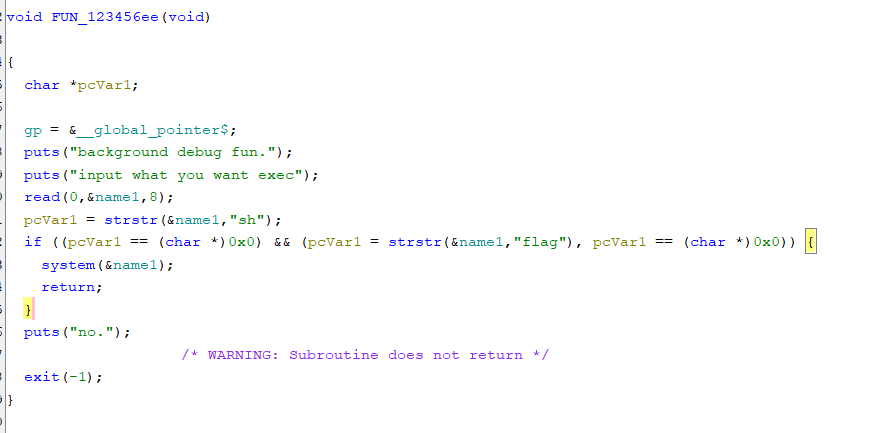 void FUN_123456ee(void)
{
char *pcVar1;
gp = &__global_pointer$;
puts("background debug fun.");
puts("input what you want exec");
read(0,&name1,8);
pcVar1 = strstr(&name1,"sh");
if ((pcVar1 == (char *)0x0) && (pcVar1 = strstr(&name1,"flag"), pcVar1 == (char *)0x0)) {
system(&name1);
return;
}
puts("no.");
/* WARNING: Subroutine does not return */
exit(-1);
}